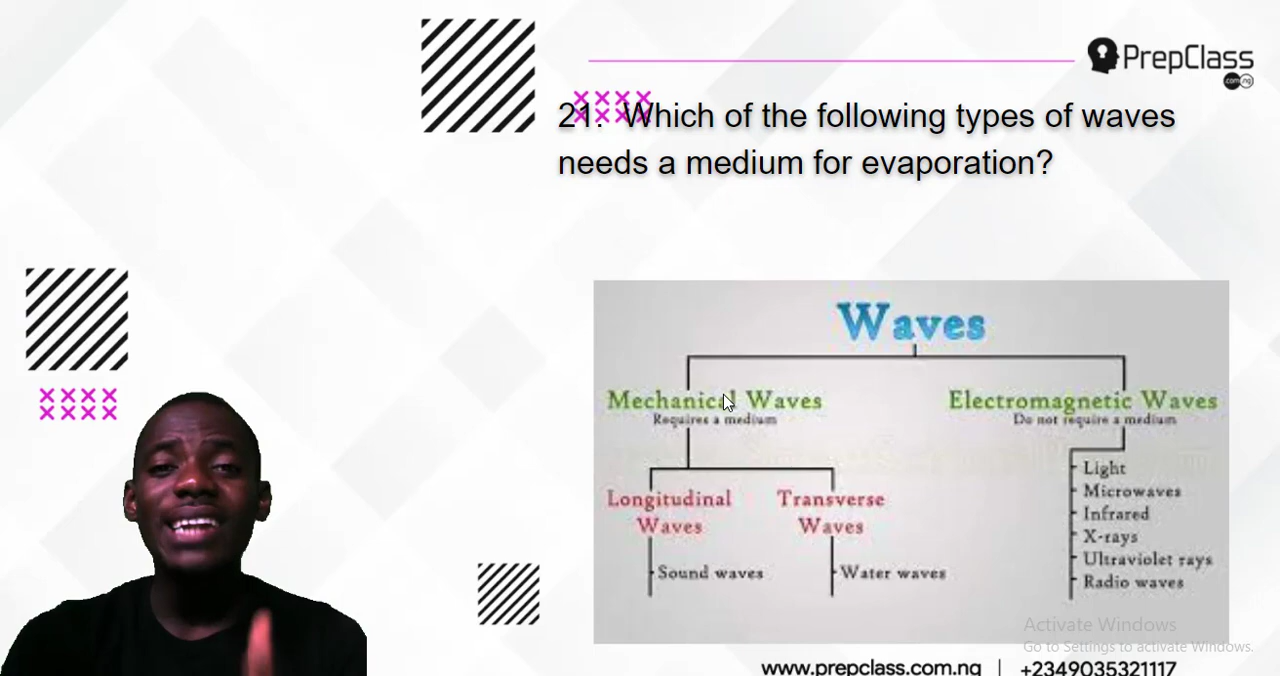 PrepClass
.com.ng
21. Which of the following types of waves
needs a medium for evaporation?
Waves
Mechanical Waves
Requires a medium
Electromagnetic Waves
Do not require a medium
Longitudinal
Waves
Transverse
Waves
Sound waves
Water waves
Light
Microwaves
Infrared
X-rays
Ultraviolet rays
Radio waves
Activate Windows
Go to Settings to activate Windows.
www.prepclass.com.ng | +2349035321117